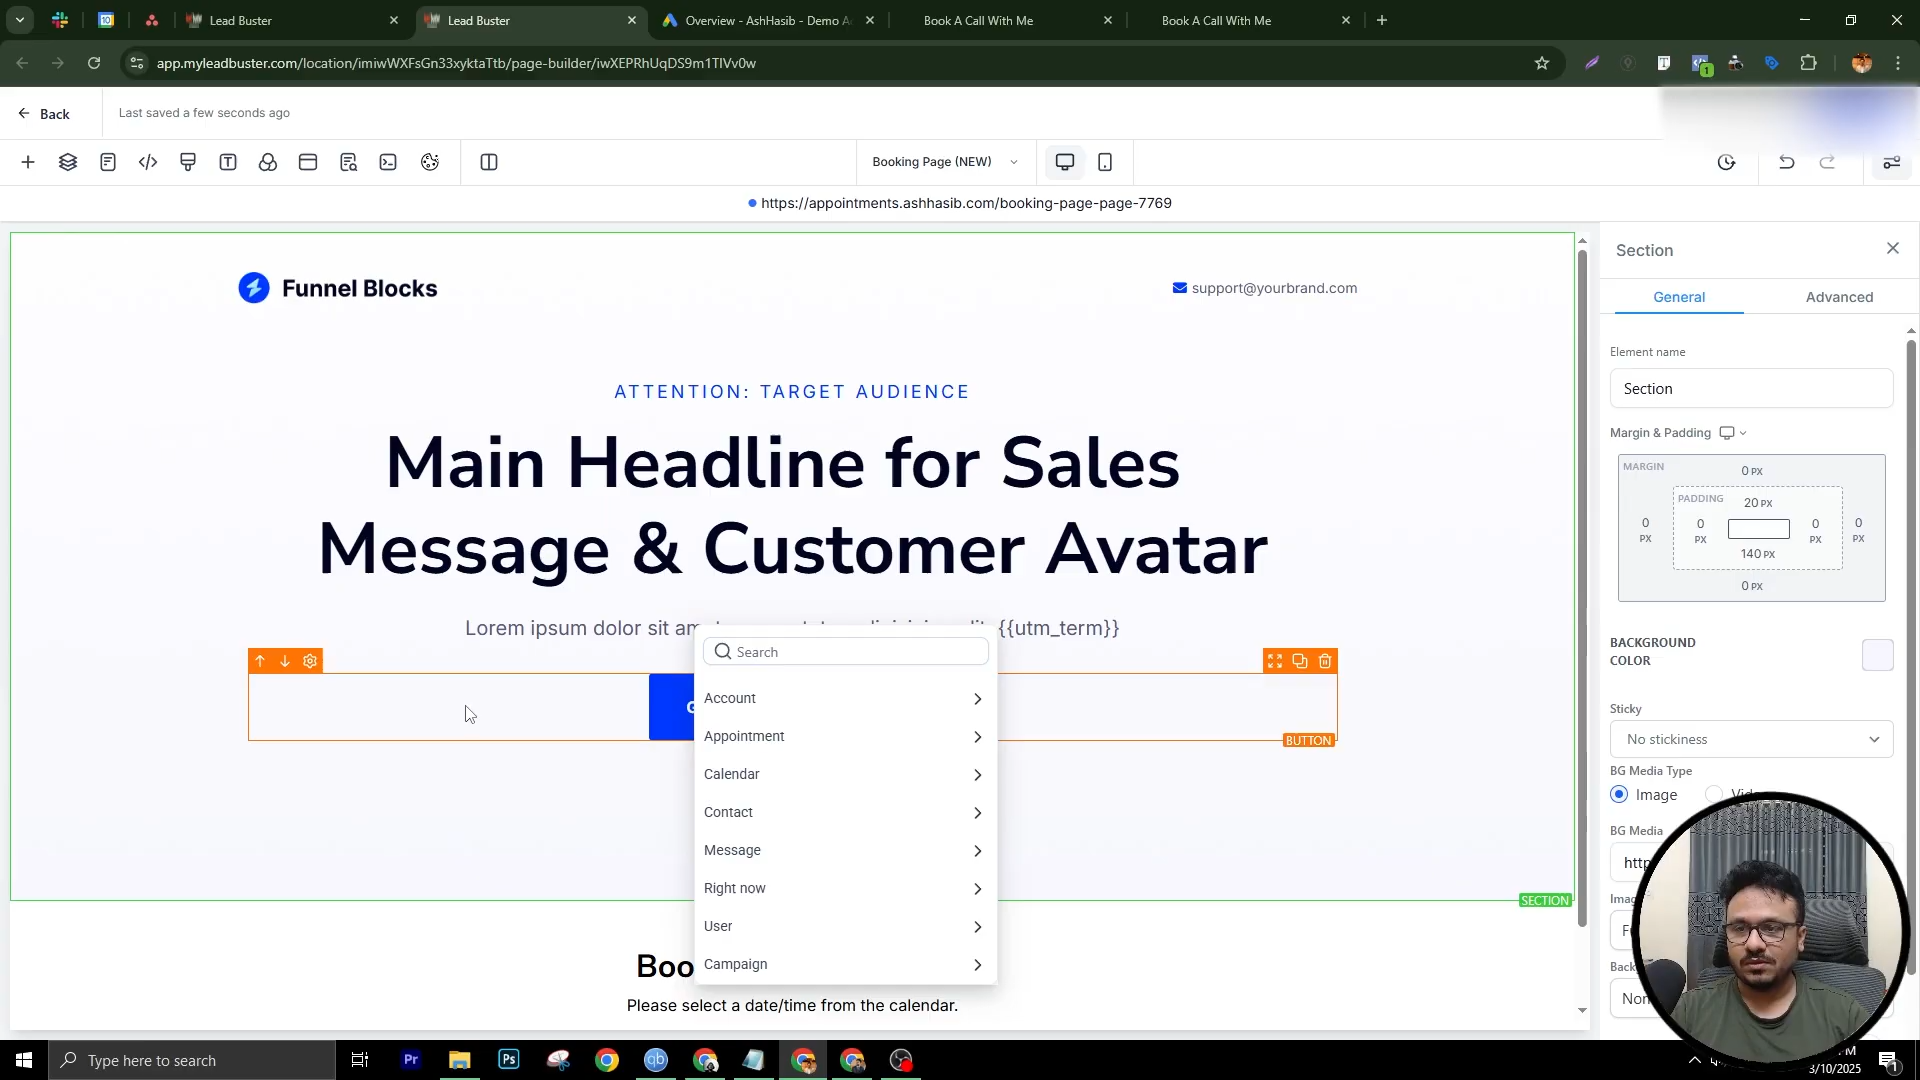 Lead Buster
Lead Buster
Overview - AshHasib - Demo A
Book A Call With Me
Book A Call With Me
app.myleadbuster.com/location/imiwWXFsGn33xyktaTtb/page-builder/iwXEPRhUqDS9m1TIVv0w
Back
Last saved a few seconds ago
Booking Page (NEW)
https://appointments.ashhasib.com/booking-page-page-7769
Section
General
Advanced
Element name
Section
Margin & Padding
MARGIN
0 PX
PADDING
20 PX
0 PX
0 PX
0 PX
0 PX
140 PX
0 PX
BACKGROUND COLOR
Sticky
No stickiness
BG Media Type
Image
BG Media
http
Funnel Blocks
support@yourbrand.com
ATTENTION: TARGET AUDIENCE
Main Headline for Sales
Message & Customer Avatar
Lorem ipsum dolor sit am {{utm_term}}
Search
Account
Appointment
Calendar
Contact
Message
Right now
User
Campaign
BUTTON
SECTION
Boo
Please select a date/time from the calendar.
Type here to search
3/10/2025
1